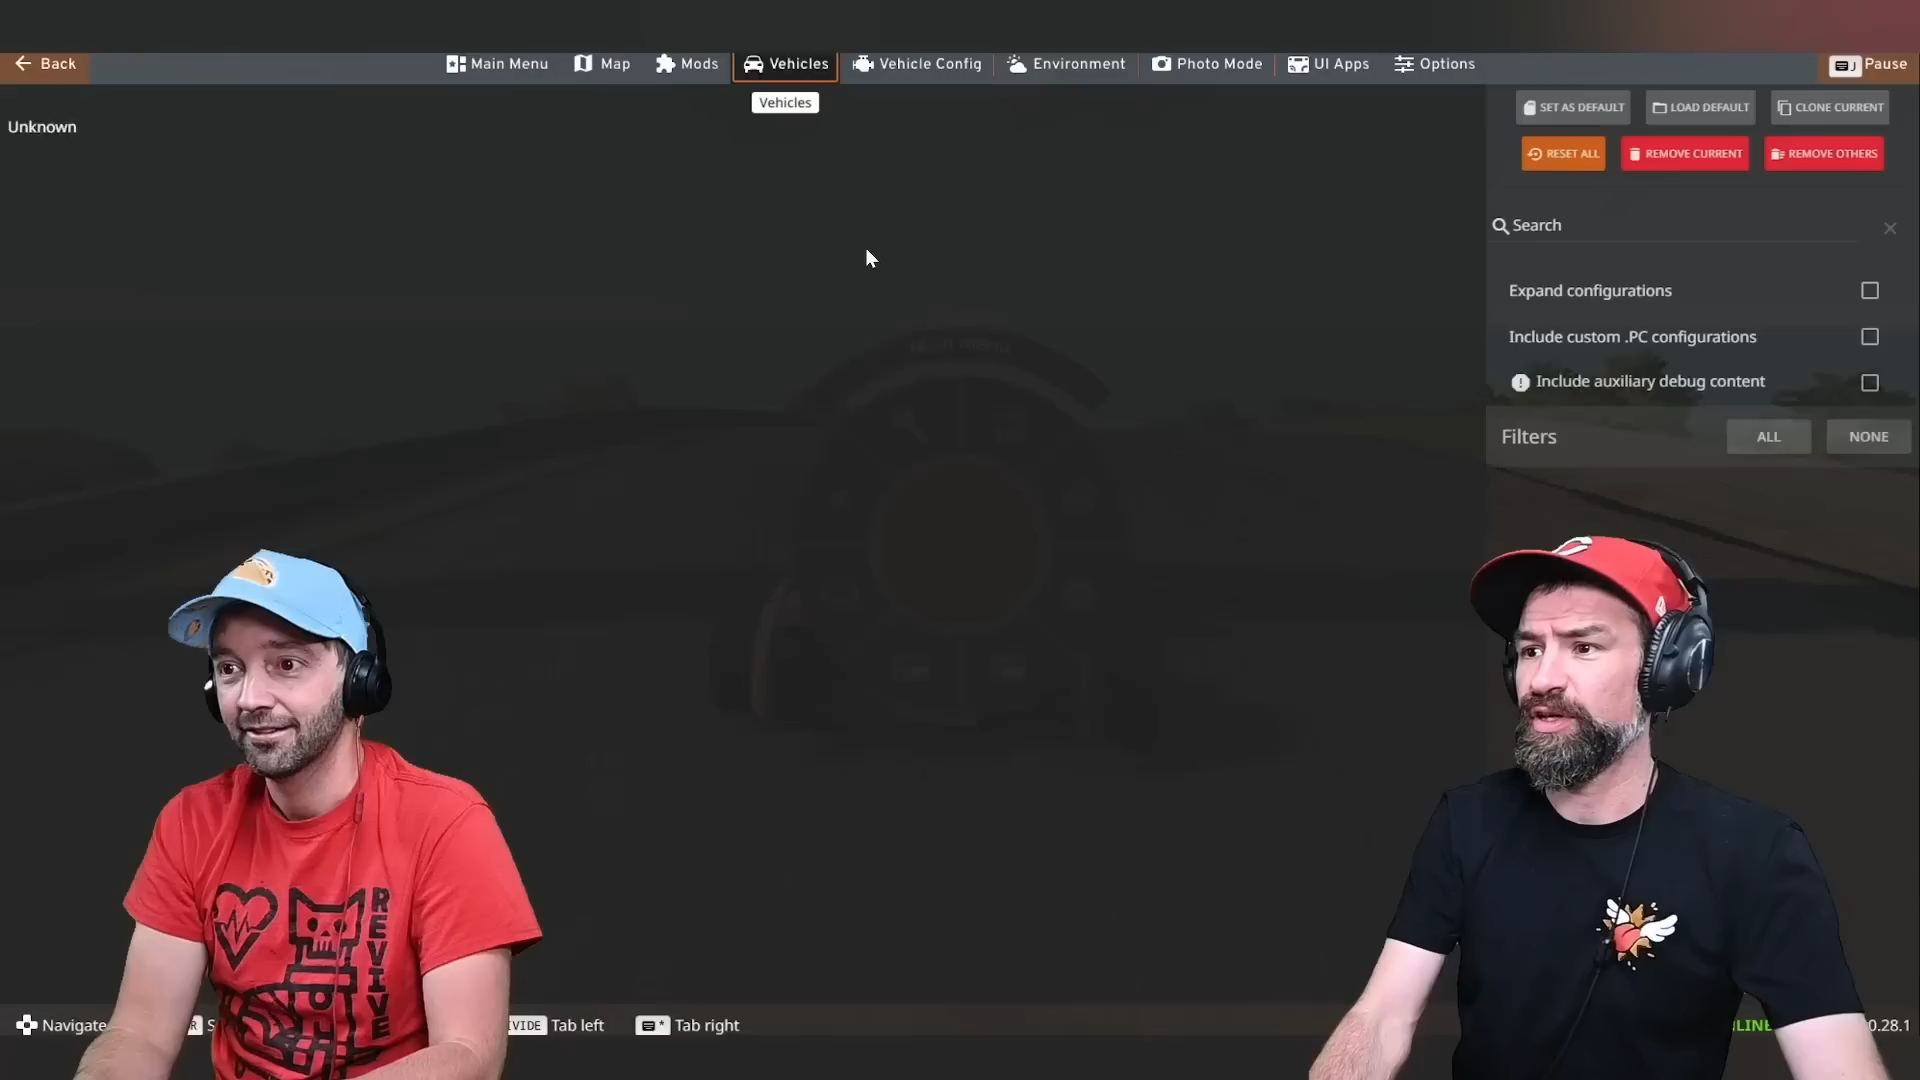 Back
Main Menu
Map
Mods
Vehicles
Vehicle Config
Environment
Photo Mode
UI Apps
Options
J Pause
Vehicles
Unknown
SET AS DEFAULT
LOAD DEFAULT
CLONE CURRENT
RESET ALL
REMOVE CURRENT
REMOVE OTHERS
Search
Expand configurations
Include custom .PC configurations
Include auxiliary debug content
Filters
ALL
NONE
REVIVE
Navigate
R S
IVIDE Tab left
* Tab right
LINE
0.28.1